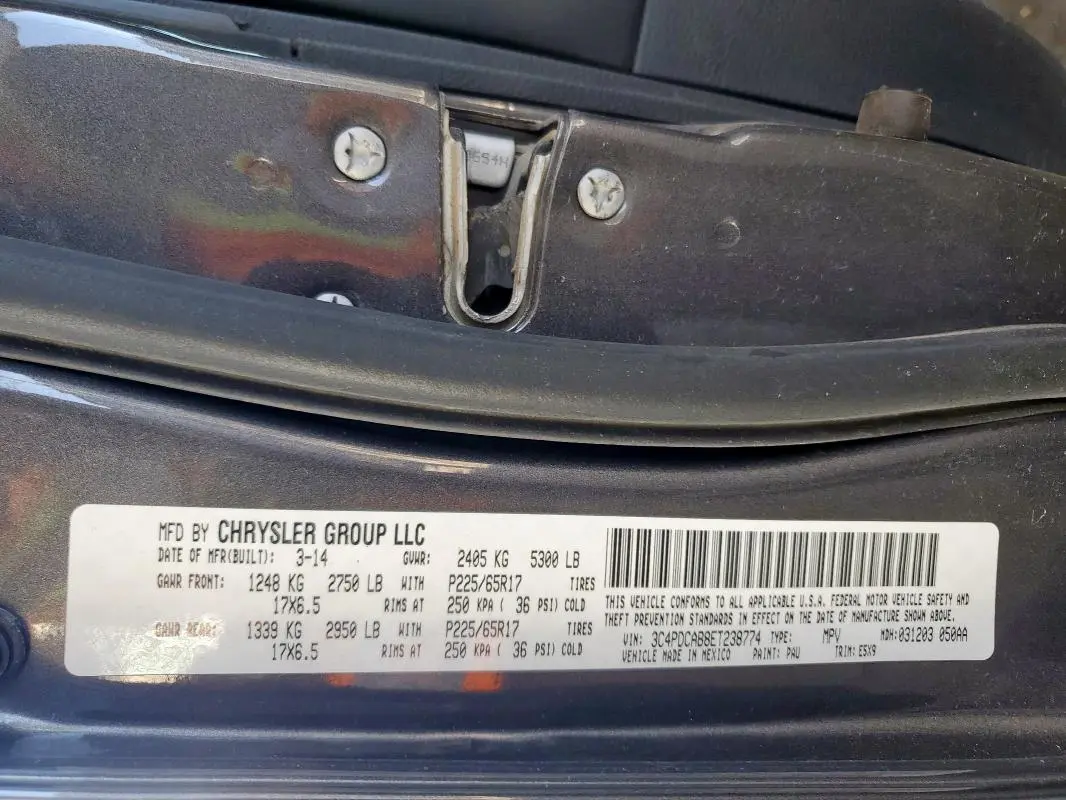 MFD BY CHRYSLER GROUP LLC
DATE OF MFR(BUILT): 3-14 GVWR: 2405 KG 5300 LB
GAWR FRONT: 1248 KG 2750 LB WITH P225/65R17 TIRES
17X6.5 RIMS AT 250 KPA ( 36 PSI) COLD
GAWR REAR: 1339 KG 2950 LB WITH P225/65R17 TIRES
17X6.5 RIMS AT 250 KPA ( 36 PSI) COLD
THIS VEHICLE CONFORMS TO ALL APPLICABLE U.S.A. FEDERAL MOTOR VEHICLE SAFETY AND
THEFT PREVENTION STANDARDS IN EFFECT ON THE DATE OF MANUFACTURE SHOWN ABOVE.
VIN: 3C4PDCAB8ET238774 TYPE: MPV MDH:031203 050AA
VEHICLE MADE IN MEXICO PAINT: PAU TRIM: E5X9